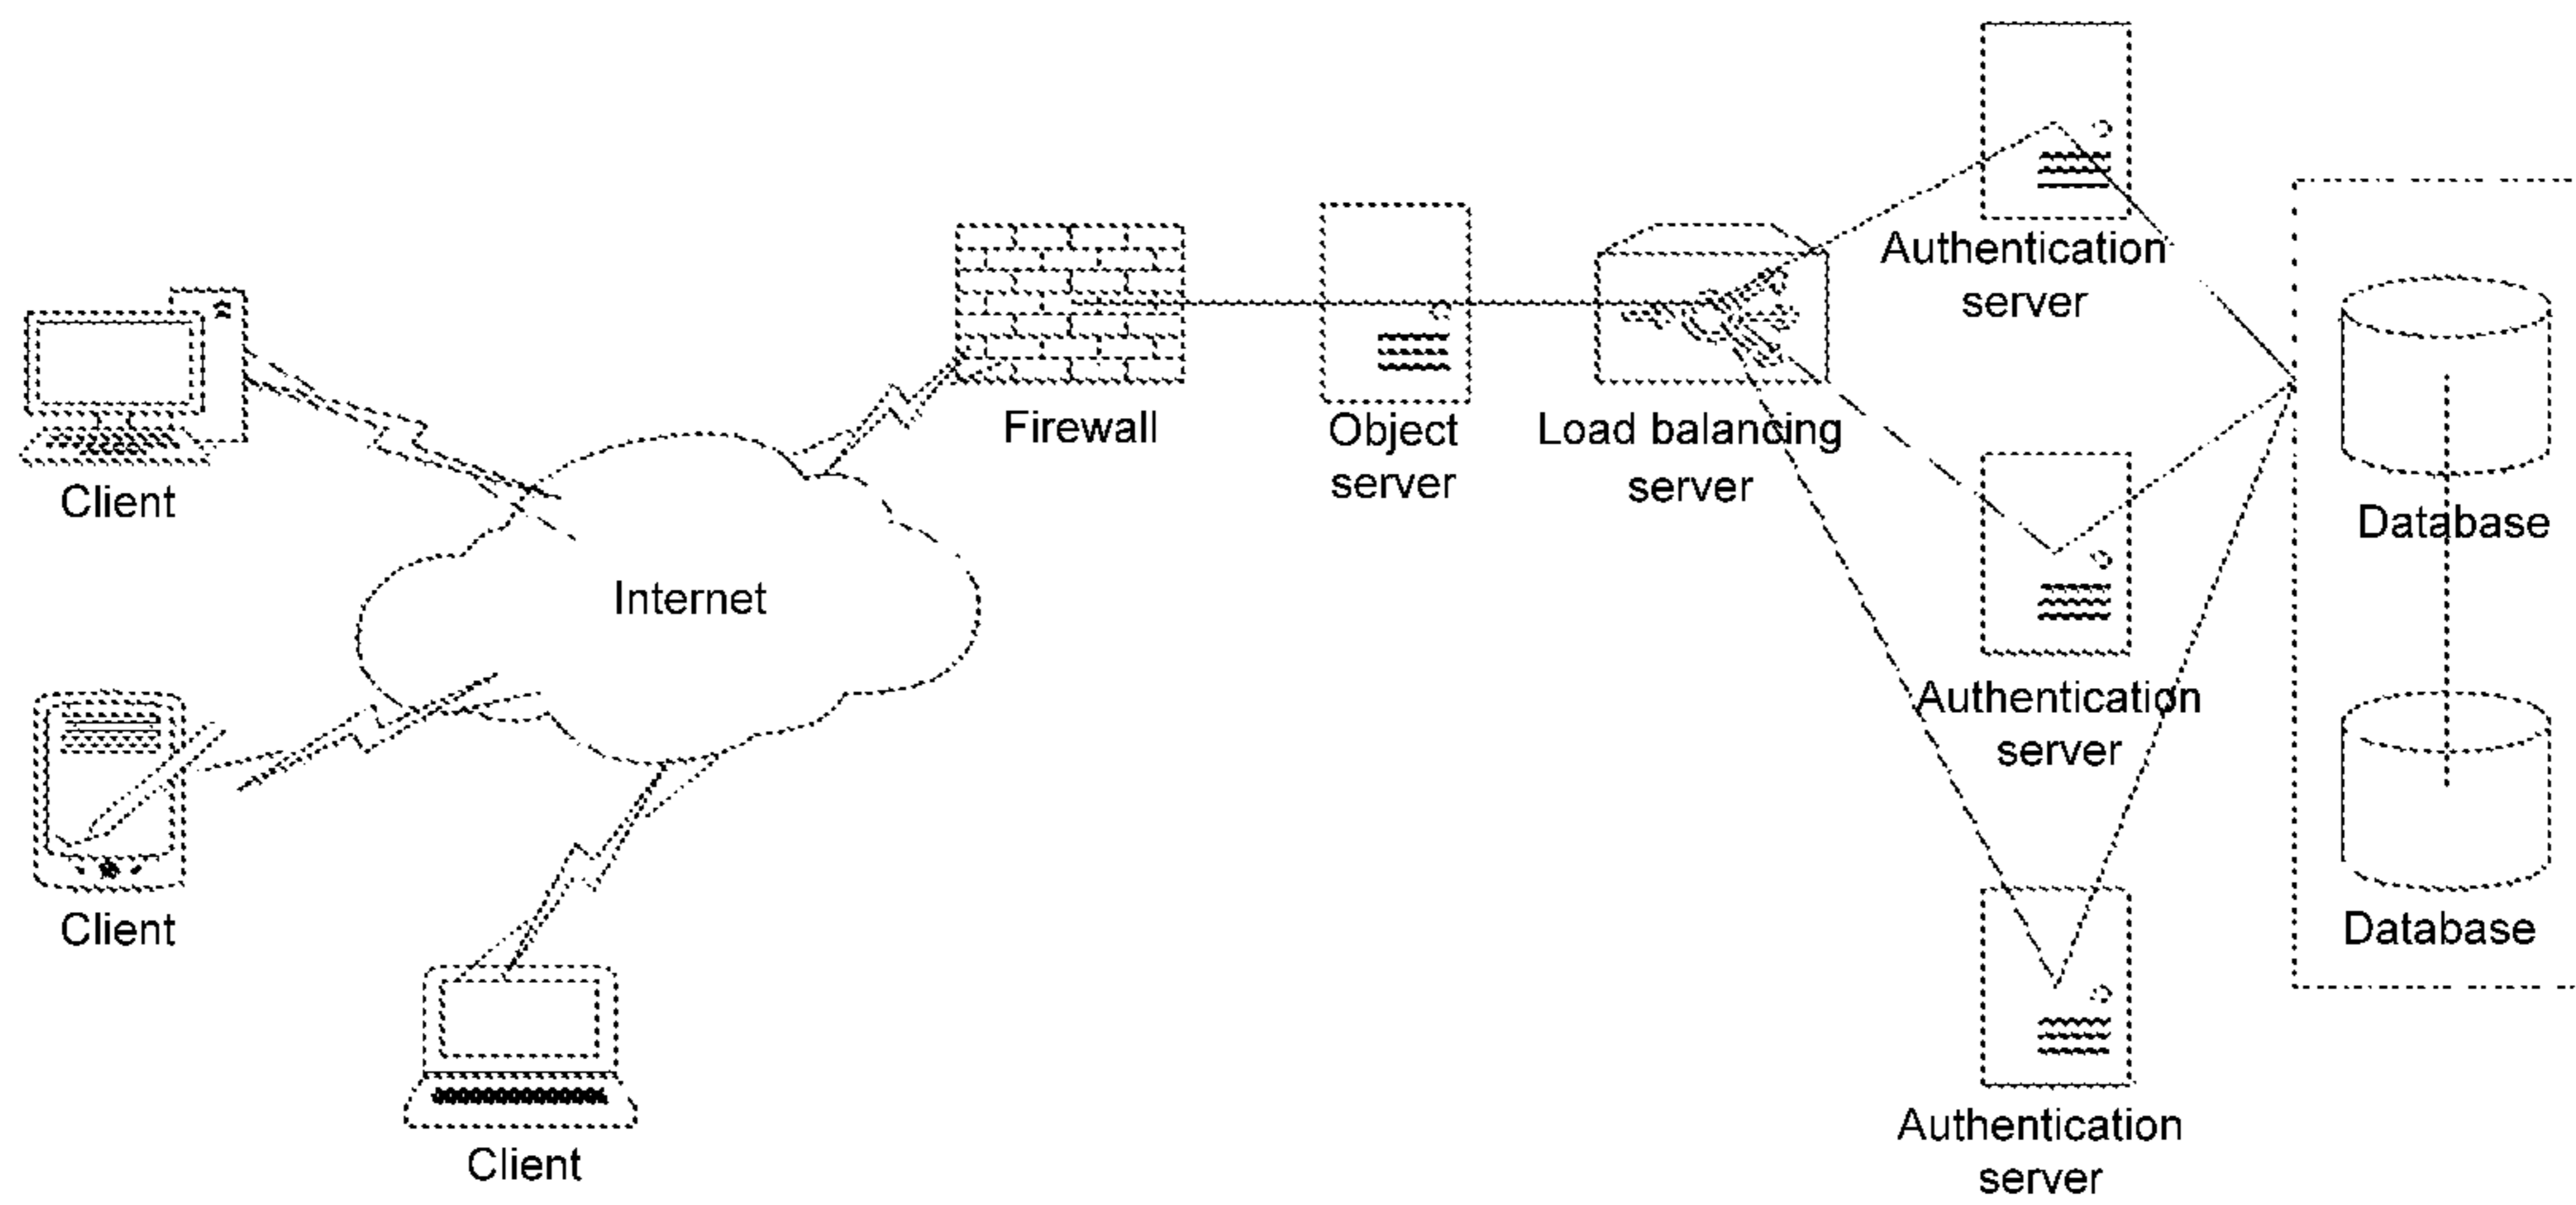 Client
Client
Client
Internet
Firewall
Object
server
Load balancing
server
Authentication
server
Authentication
server
Authentication
server
Database
Database